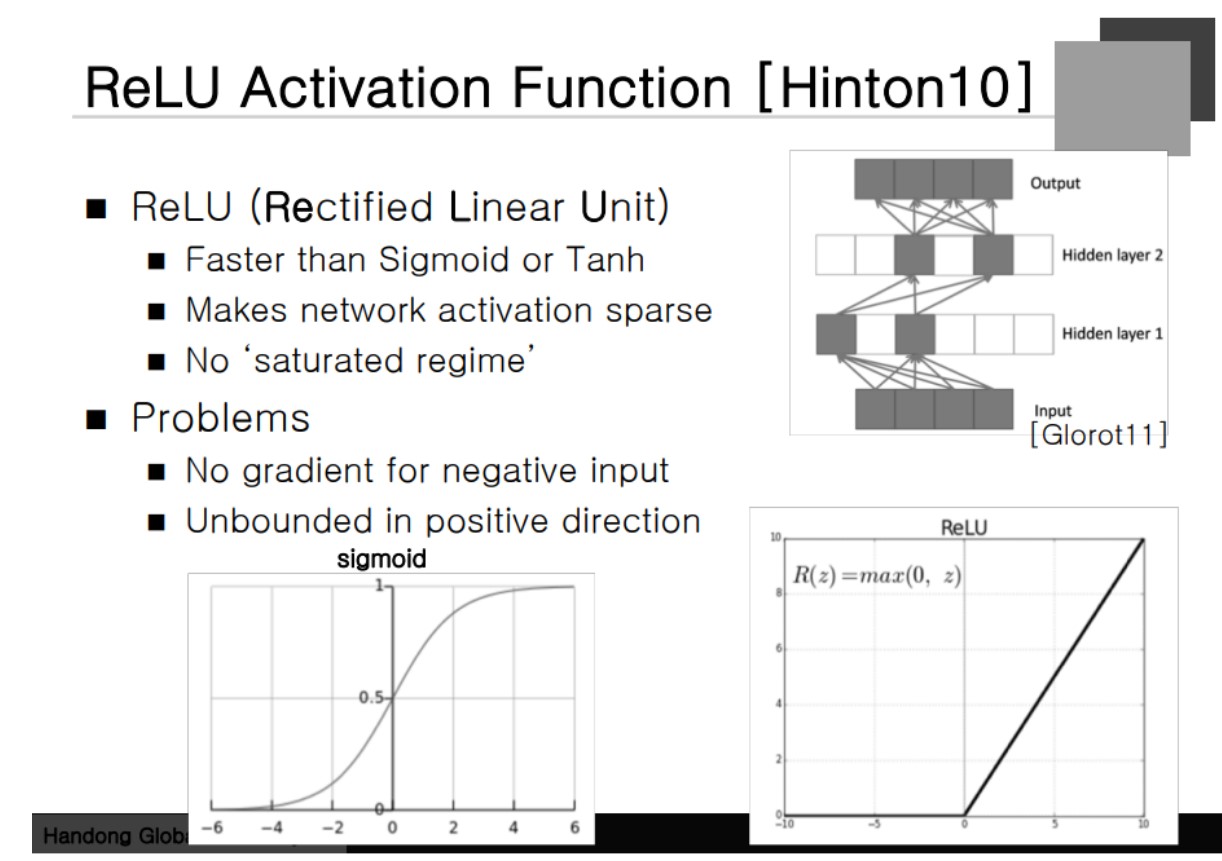 ReLU Activation Function [Hinton10]
■ ReLU (Rectified Linear Unit)
■ Faster than Sigmoid or Tanh
■ Makes network activation sparse
■ No ‘saturated regime’
■ Problems
■ No gradient for negative input
■ Unbounded in positive direction
Output
Hidden layer 2
Hidden layer 1
Input
[Glorot11]
sigmoid
1
0.5
0
−6 −4 −2 0 2 4 6
ReLU
R(z)=max(0, z)
10
8
6
4
2
0
−10 −5 0 5 10
Handong